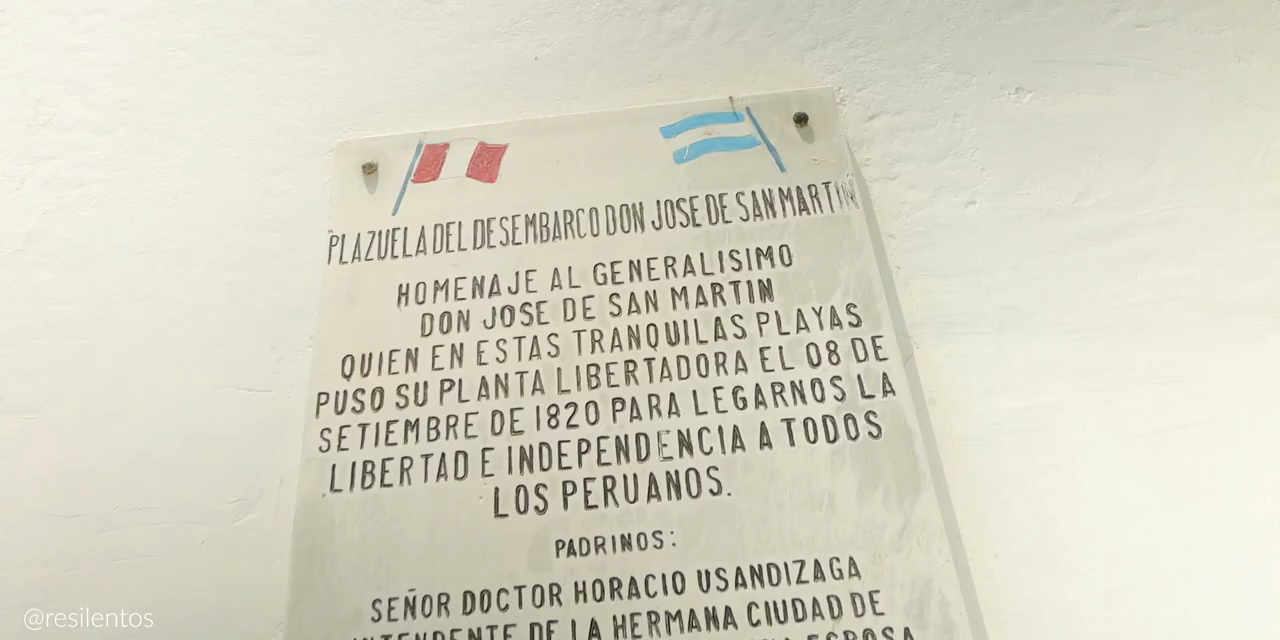 "PLAZUELA DEL DESEMBARCO DON JOSE DE SAN MARTIN"
HOMENAJE AL GENERALISIMO
DON JOSE DE SAN MARTIN
QUIEN EN ESTAS TRANQUILAS PLAYAS
PUSO SU PLANTA LIBERTADORA EL 08 DE
SETIEMBRE DE 1820 PARA LEGARNOS LA
LIBERTAD E INDEPENDENCIA A TODOS
LOS PERUANOS.
PADRINOS:
SEÑOR DOCTOR HORACIO USANDIZAGA
INTENDENTE DE LA HERMANA CIUDAD DE
ESPOSA
@resilentos